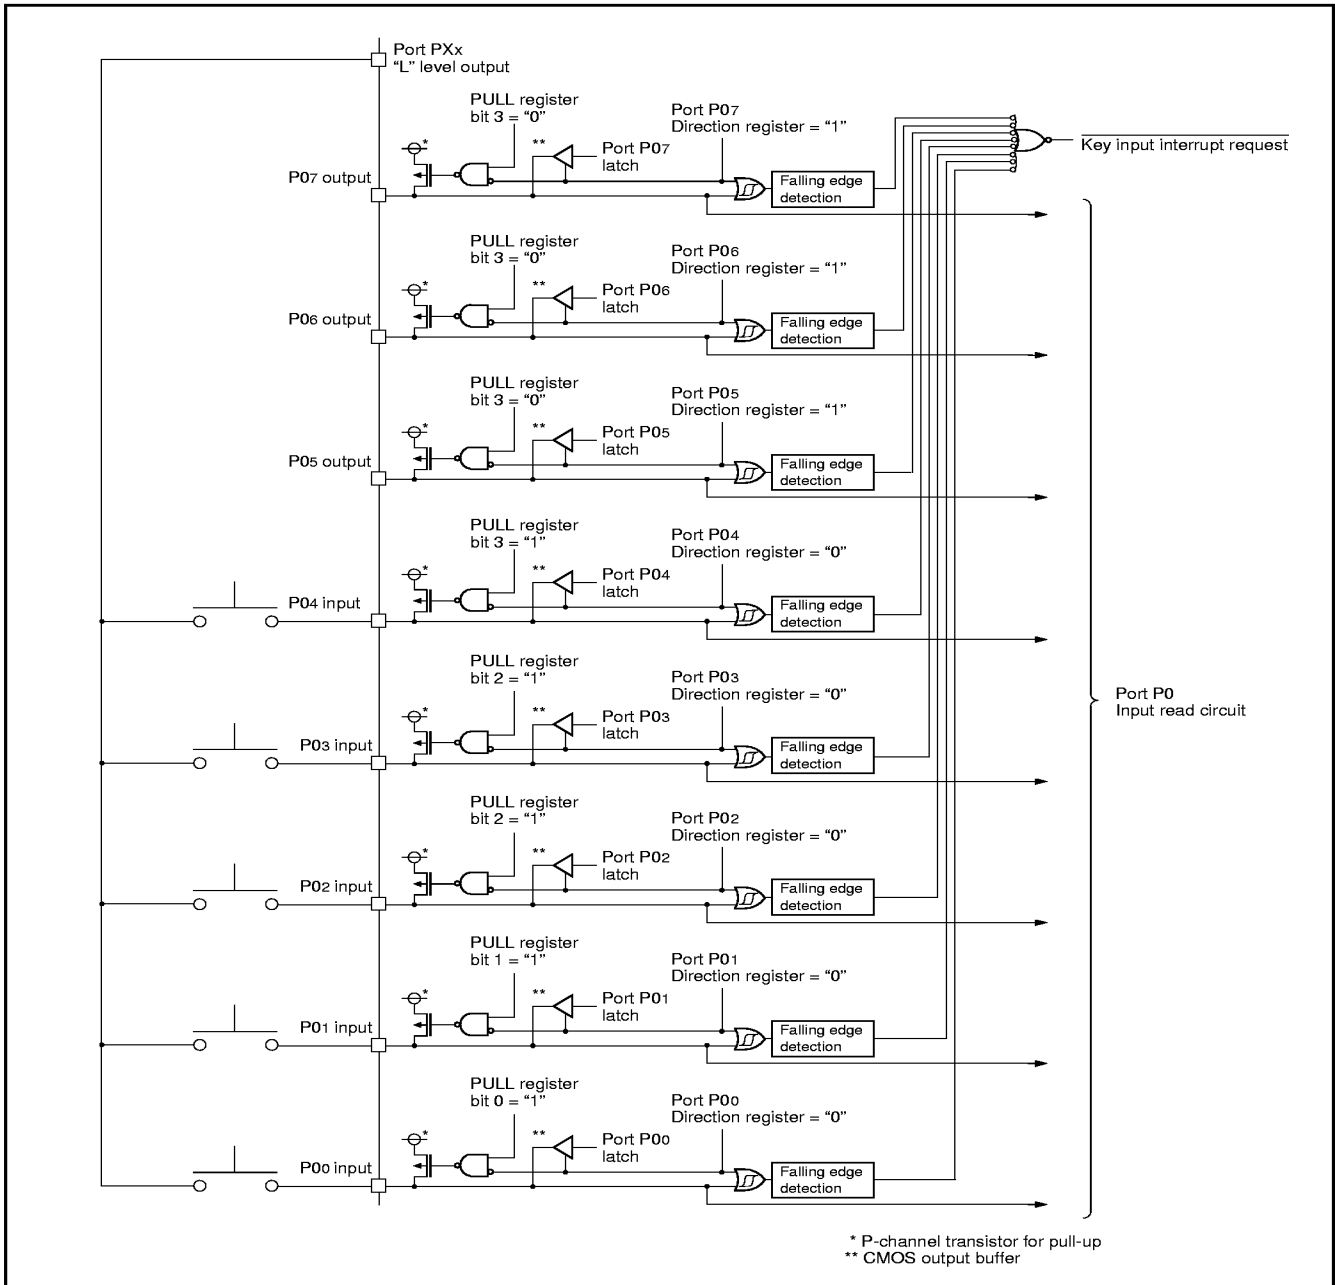 Port PXx
“L” level output
PULL register
bit 3 = “0”
Port P07
Direction register = “1”
*
**
Port P07
latch
P07 output
Falling edge
detection
Key input interrupt request
PULL register
bit 3 = “0”
Port P06
Direction register = “1”
*
**
Port P06
latch
P06 output
Falling edge
detection
PULL register
bit 3 = “0”
Port P05
Direction register = “1”
*
**
Port P05
latch
P05 output
Falling edge
detection
PULL register
bit 3 = “1”
Port P04
Direction register = “0”
*
**
Port P04
latch
P04 input
Falling edge
detection
PULL register
bit 2 = “1”
Port P03
Direction register = “0”
*
**
Port P03
latch
P03 input
Falling edge
detection
Port P0
Input read circuit
PULL register
bit 2 = “1”
Port P02
Direction register = “0”
*
**
Port P02
latch
P02 input
Falling edge
detection
PULL register
bit 1 = “1”
Port P01
Direction register = “0”
*
**
Port P01
latch
P01 input
Falling edge
detection
PULL register
bit 0 = “1”
Port P00
Direction register = “0”
*
**
Port P00
latch
P00 input
Falling edge
detection
* P-channel transistor for pull-up
** CMOS output buffer